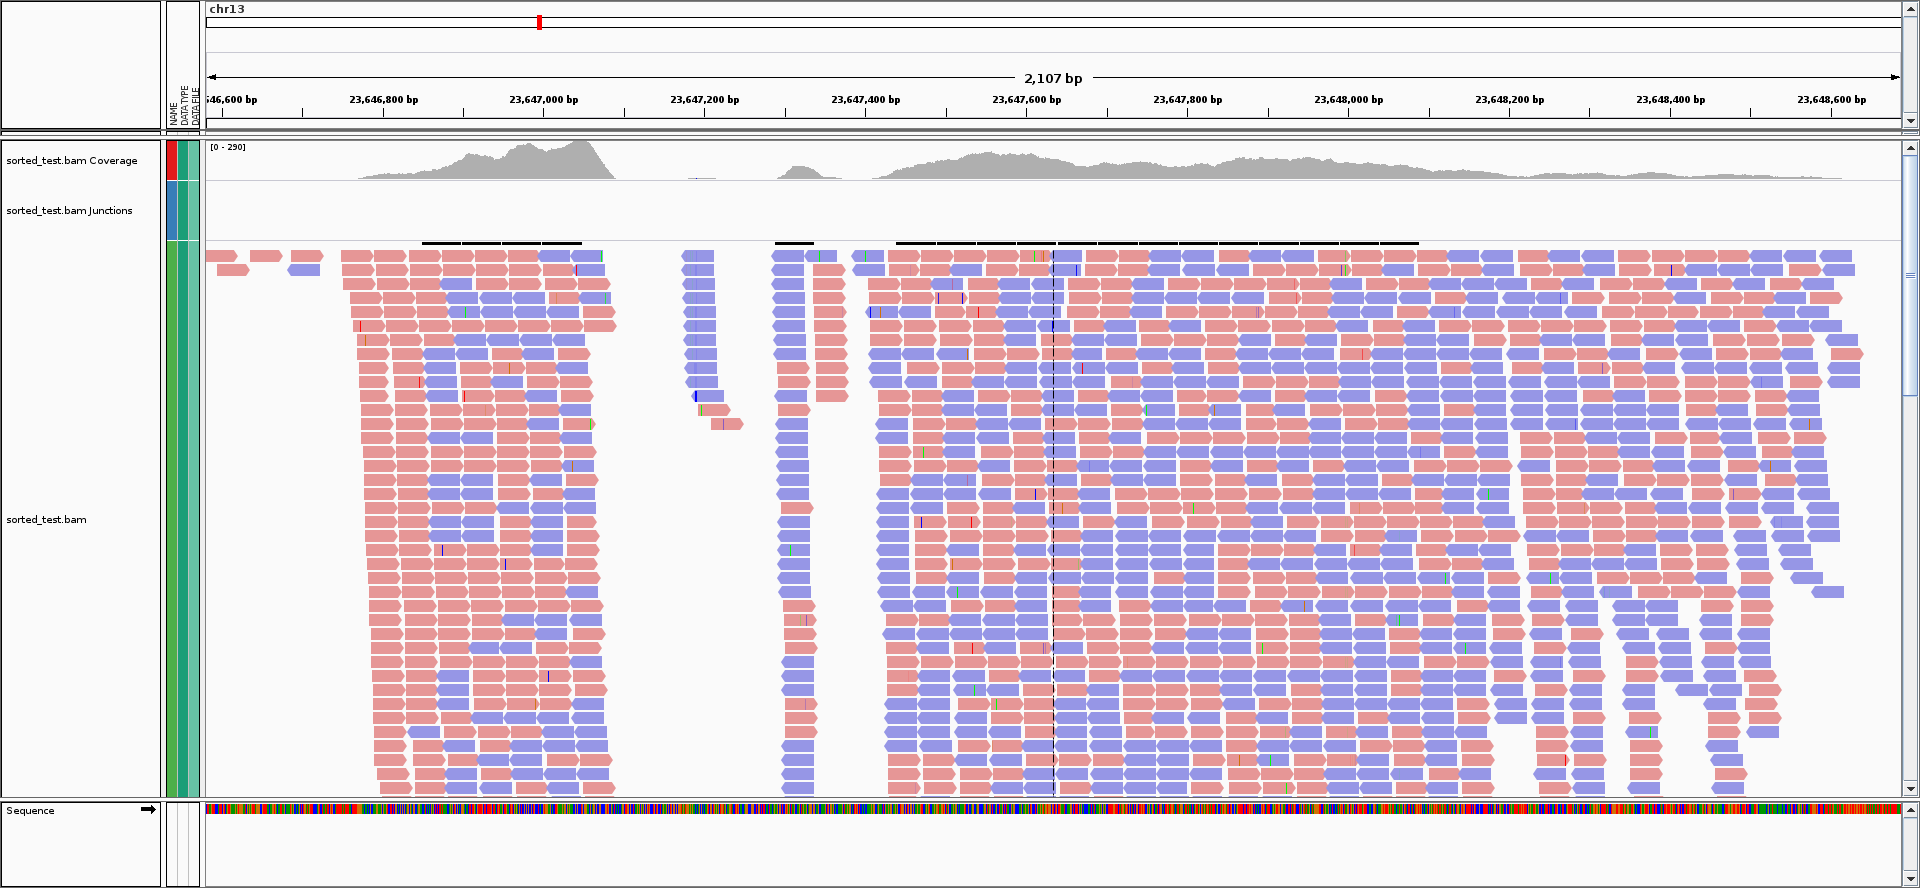 chr13
2,107 bp
646,600 bp 23,646,800 bp 23,647,000 bp 23,647,200 bp 23,647,400 bp 23,647,600 bp 23,647,800 bp 23,648,000 bp 23,648,200 bp 23,648,400 bp 23,648,600 bp
NAME
DATA TYPE
DATA FILE
[0 - 290]
sorted_test.bam Coverage
sorted_test.bam Junctions
sorted_test.bam
Sequence